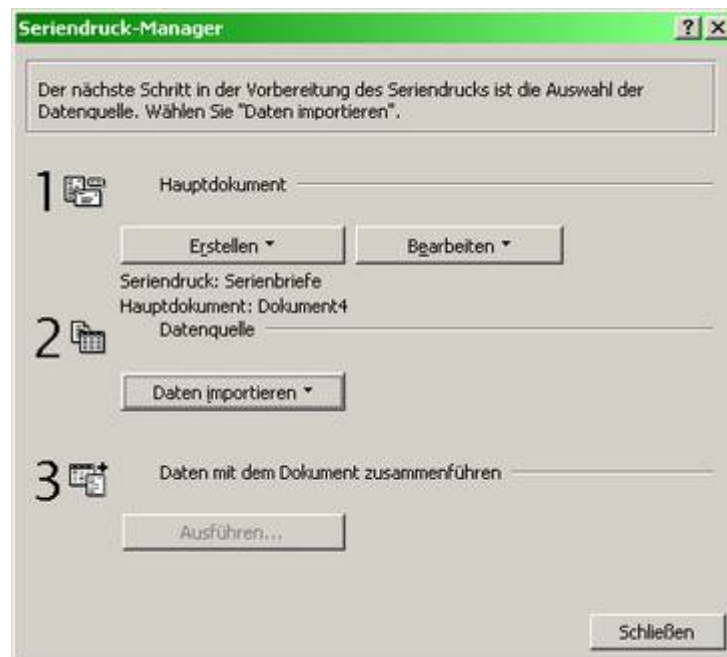 Seriendruck-Manager
Der nächste Schritt in der Vorbereitung des Seriendrucks ist die Auswahl der
Datenquelle. Wählen Sie "Daten importieren".
1 Hauptdokument
Erstellen Bearbeiten
Seriendruck: Serienbriefe
Hauptdokument: Dokument4
2 Datenquelle
Daten importieren
3 Daten mit dem Dokument zusammenführen
Ausführen...
Schließen